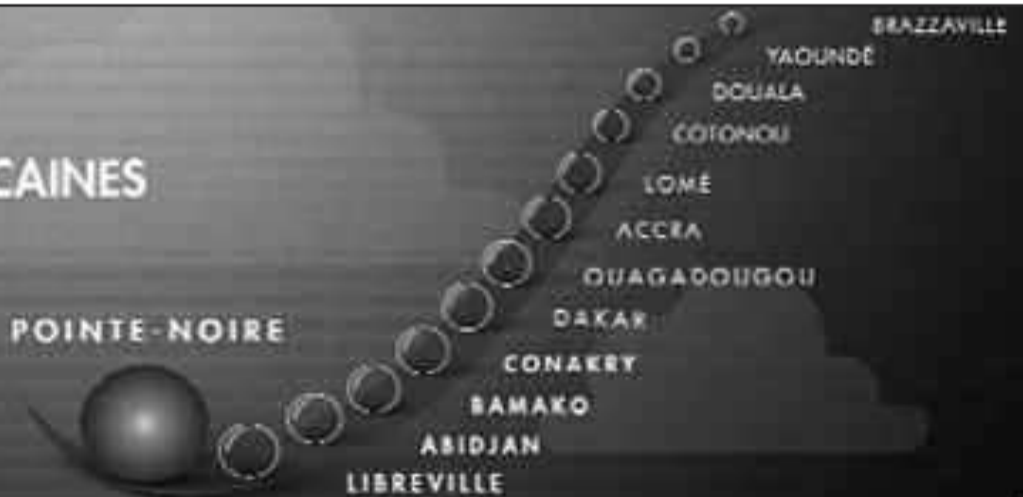 BRAZZAVILLE
YAOUNDÉ
DOUALA
COTONOU
CAINES
LOMÉ
ACCRA
OUAGADOUGOU
DAKAR
POINTE-NOIRE
CONAKRY
BAMAKO
ABIDJAN
LIBREVILLE